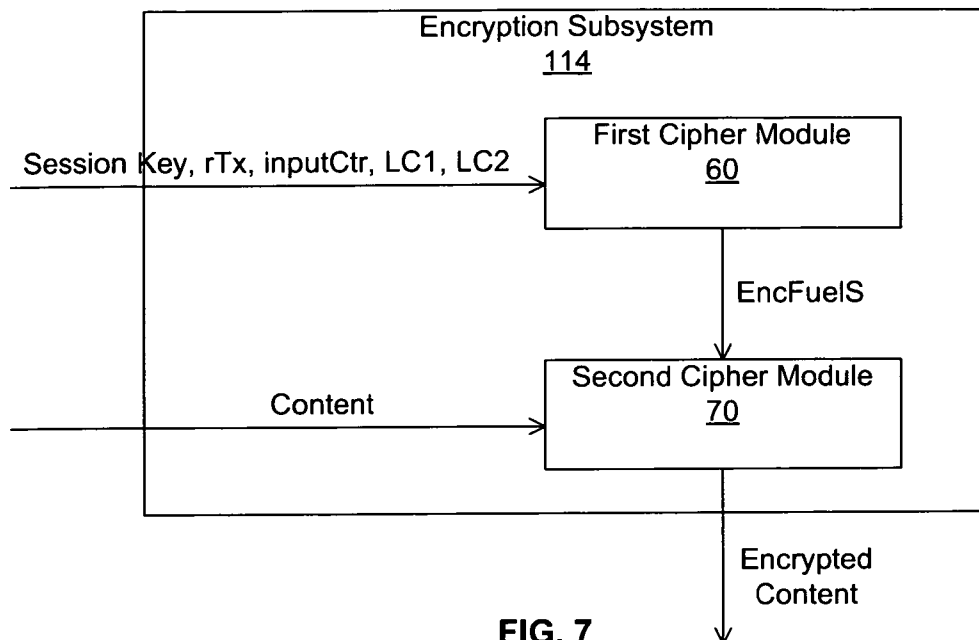 Encryption Subsystem
114
First Cipher Module
60
Session Key, rTx, inputCtr, LC1, LC2
EncFuelS
Second Cipher Module
70
Content
Encrypted
Content
FIG. 7